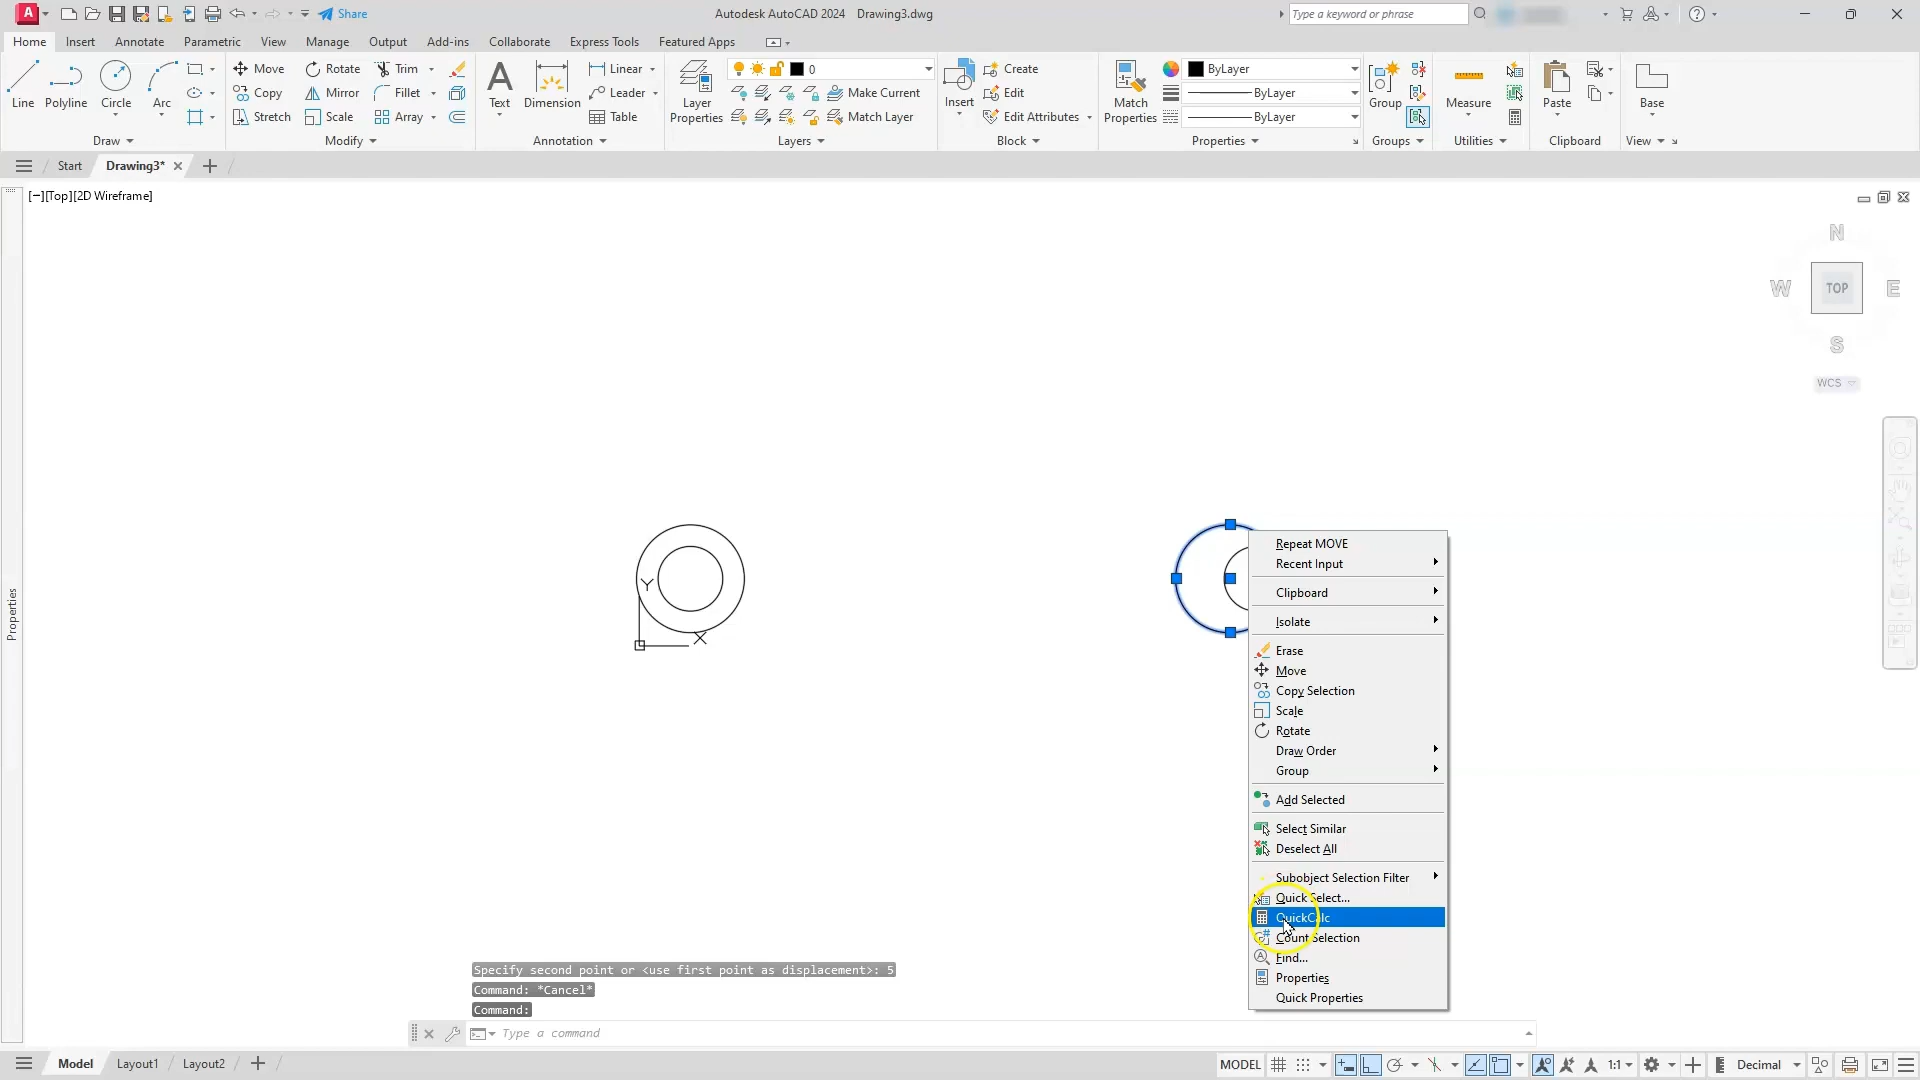 Share
Autodesk AutoCAD 2024 Drawing3.dwg
Type a keyword or phrase
Home Insert Annotate Parametric View Manage Output Add-ins Collaborate Express Tools Featured Apps
Line Polyline Circle Arc
Move Rotate Trim
Copy Mirror Fillet
Stretch Scale Array
Text Dimension
Linear
Leader
Table
Layer Properties
0
Make Current
Match Layer
Insert
Create
Edit
Edit Attributes
Match Properties
ByLayer
ByLayer
ByLayer
Group
Measure
Paste
Base
Draw Modify Annotation Layers Block Properties Groups Utilities Clipboard View
Start Drawing3*
[−][Top][2D Wireframe]
N
W TOP E
S
WCS
Properties
Y
X
Repeat MOVE
Recent Input
Clipboard
Isolate
Erase
Move
Copy Selection
Scale
Rotate
Draw Order
Group
Add Selected
Select Similar
Deselect All
Subobject Selection Filter
Quick Select...
QuickCalc
Count Selection
Find...
Properties
Quick Properties
Specify second point or <use first point as displacement>: 5
Command: *Cancel*
Command:
Type a command
Model Layout1 Layout2
MODEL 1:1 Decimal